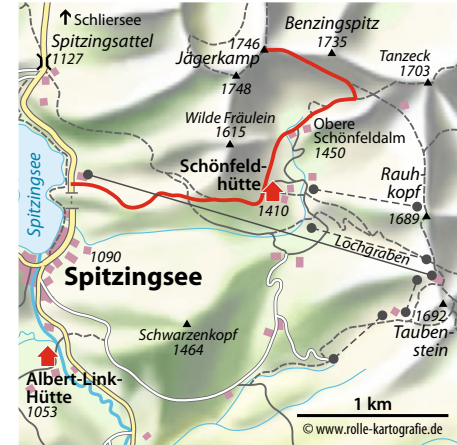 ↑ Schliersee
Spitzingsattel
1127
Benzingspitz
1735
1746
Jägerkamp
1748
Tanzeck
1703
Wilde Fräulein
1615
Obere
Schönfeldalm
1450
Schönfeld-
hütte
1410
Rauh-
kopf
1689
Spitzingsee
1090
Spitzingsee
Lochgraben
1692
Tauben-
stein
Schwarzenkopf
1464
Albert-Link-
Hütte
1053
1 km
© www.rolle-kartografie.de